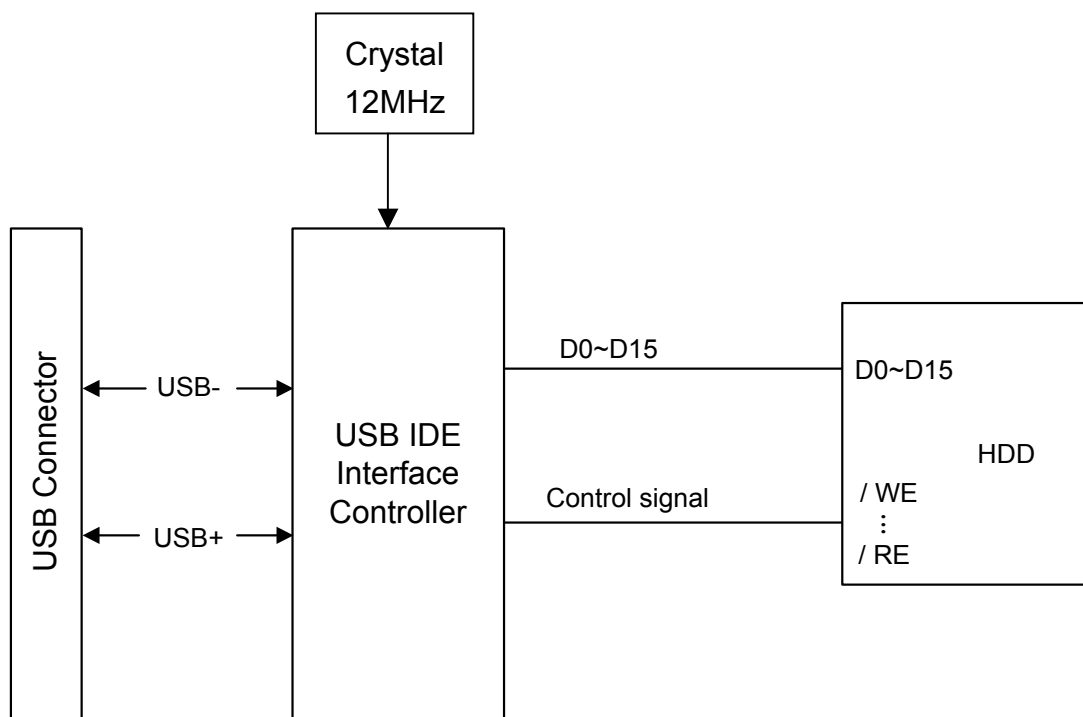 Crystal
12MHz
USB Connector
USB-
USB+
USB IDE
Interface
Controller
D0~D15
Control signal
D0~D15
HDD
/ WE
⋮
/ RE